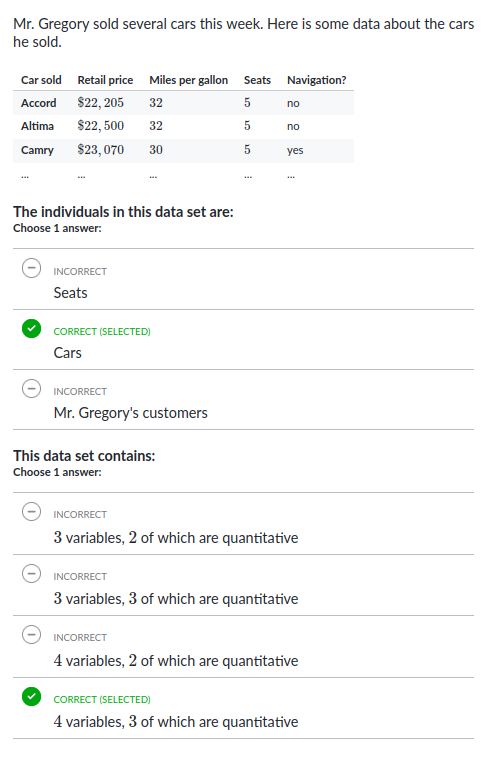 Mr. Gregory sold several cars this week. Here is some data about the cars
he sold.
Car sold Retail price Miles per gallon Seats Navigation?
Accord $22,205 32 5 no
Altima $22,500 32 5 no
Camry $23,070 30 5 yes
... ... ... ... ...
The individuals in this data set are:
Choose 1 answer:
INCORRECT
Seats
CORRECT (SELECTED)
Cars
INCORRECT
Mr. Gregory's customers
This data set contains:
Choose 1 answer:
INCORRECT
3 variables, 2 of which are quantitative
INCORRECT
3 variables, 3 of which are quantitative
INCORRECT
4 variables, 2 of which are quantitative
CORRECT (SELECTED)
4 variables, 3 of which are quantitative